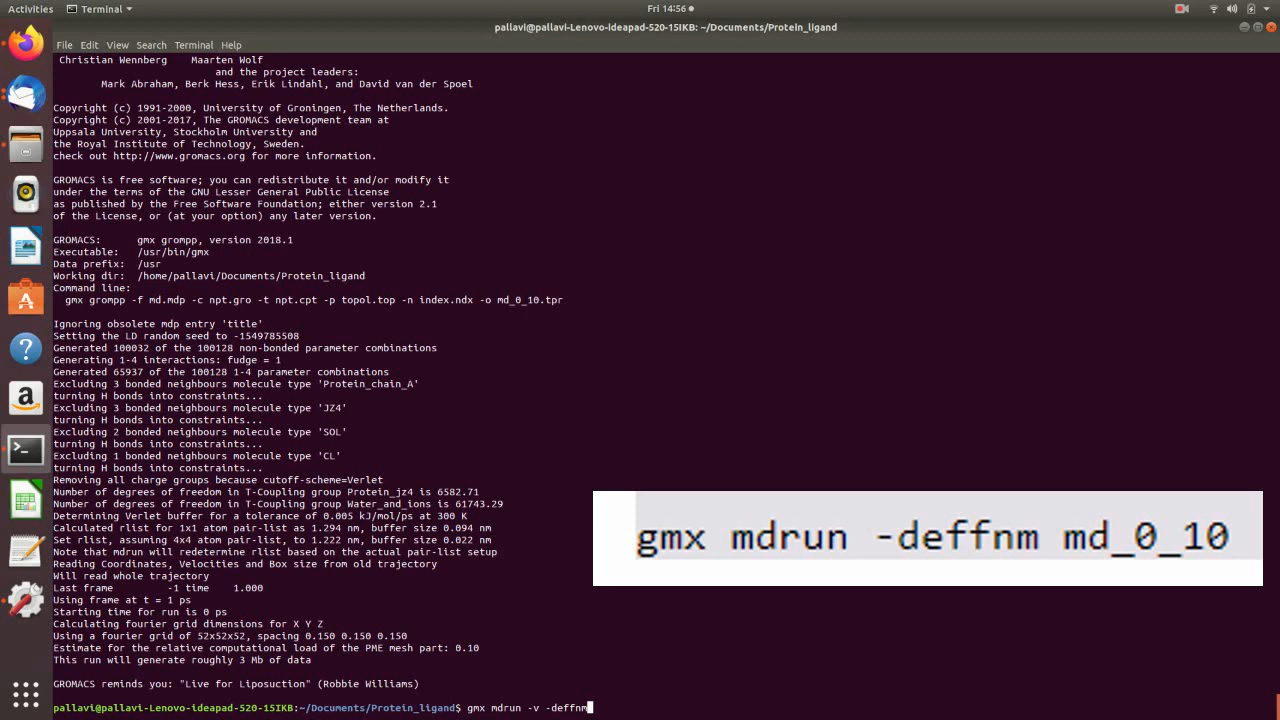 Activities Terminal Fri 14:56
pallavi@pallavi-Lenovo-ideapad-520-15IKB: ~/Documents/Protein_ligand
File Edit View Search Terminal Help
Christian Wennberg Maarten Wolf
and the project leaders:
Mark Abraham, Berk Hess, Erik Lindahl, and David van der Spoel
Copyright (c) 1991-2000, University of Groningen, The Netherlands.
Copyright (c) 2001-2017, The GROMACS development team at
Uppsala University, Stockholm University and
the Royal Institute of Technology, Sweden.
check out http://www.gromacs.org for more information.
GROMACS is free software; you can redistribute it and/or modify it
under the terms of the GNU Lesser General Public License
as published by the Free Software Foundation; either version 2.1
of the License, or (at your option) any later version.
GROMACS: gmx grompp, version 2018.1
Executable: /usr/bin/gmx
Data prefix: /usr
Working dir: /home/pallavi/Documents/Protein_ligand
Command line:
gmx grompp -f md.mdp -c npt.gro -t npt.cpt -p topol.top -n index.ndx -o md_0_10.tpr
Ignoring obsolete mdp entry 'title'
Setting the LD random seed to -1549785508
Generated 100032 of the 100128 non-bonded parameter combinations
Generating 1-4 interactions: fudge = 1
Generated 65937 of the 100128 1-4 parameter combinations
Excluding 3 bonded neighbours molecule type 'Protein_chain_A'
turning H bonds into constraints...
Excluding 3 bonded neighbours molecule type 'JZ4'
turning H bonds into constraints...
Excluding 2 bonded neighbours molecule type 'SOL'
turning H bonds into constraints...
Excluding 1 bonded neighbours molecule type 'CL'
turning H bonds into constraints...
Removing all charge groups because cutoff-scheme=Verlet
Number of degrees of freedom in T-Coupling group Protein_jz4 is 6582.71
Number of degrees of freedom in T-Coupling group Water_and_ions is 61743.29
Determining Verlet buffer for a tolerance of 0.005 kJ/mol/ps at 300 K
Calculated rlist for 1x1 atom pair-list as 1.294 nm, buffer size 0.094 nm
Set rlist, assuming 4x4 atom pair-list, to 1.222 nm, buffer size 0.022 nm
Note that mdrun will redetermine rlist based on the actual pair-list setup
Reading Coordinates, Velocities and Box size from old trajectory
Will read whole trajectory
Last frame -1 time 1.000
Using frame at t = 1 ps
Starting time for run is 0 ps
Calculating fourier grid dimensions for X Y Z
Using a fourier grid of 52x52x52, spacing 0.150 0.150 0.150
Estimate for the relative computational load of the PME mesh part: 0.10
This run will generate roughly 3 Mb of data
GROMACS reminds you: "Live for Liposuction" (Robbie Williams)
pallavi@pallavi-Lenovo-ideapad-520-15IKB:~/Documents/Protein_ligand$ gmx mdrun -v -deffnm
gmx mdrun -deffnm md_0_10